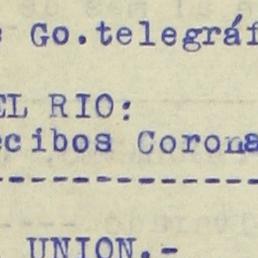 Go.telegráf
EL RIO:
ecibos Corona
--------------
UNION.-